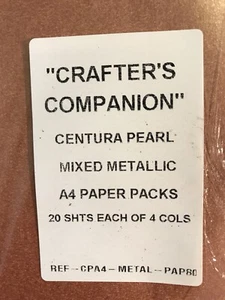 "CRAFTER'S
COMPANION"
CENTURA PEARL
MIXED METALLIC
A4 PAPER PACKS
20 SHTS EACH OF 4 COLS
REF--CPA4--METAL--PAP80